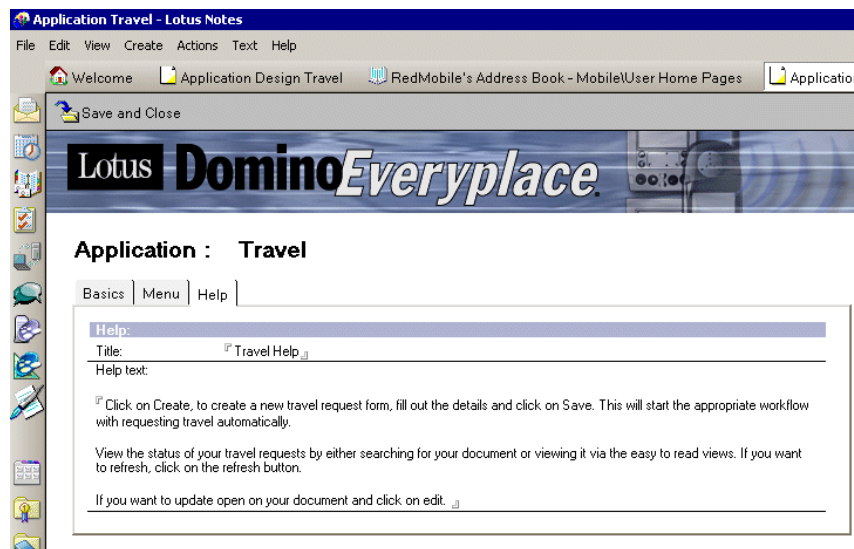 Application Travel - Lotus Notes
File Edit View Create Actions Text Help
Welcome Application Design Travel RedMobile's Address Book - Mobile\User Home Pages Applicatio
Save and Close
Lotus Domino Everyplace.
Application : Travel
Basics Menu Help
Help:
Title: Travel Help
Help text:
Click on Create, to create a new travel request form, fill out the details and click on Save. This will start the appropriate workflow
with requesting travel automatically.
View the status of your travel requests by either searching for your document or viewing it via the easy to read views. If you want
to refresh, click on the refresh button.
If you want to update open on your document and click on edit.